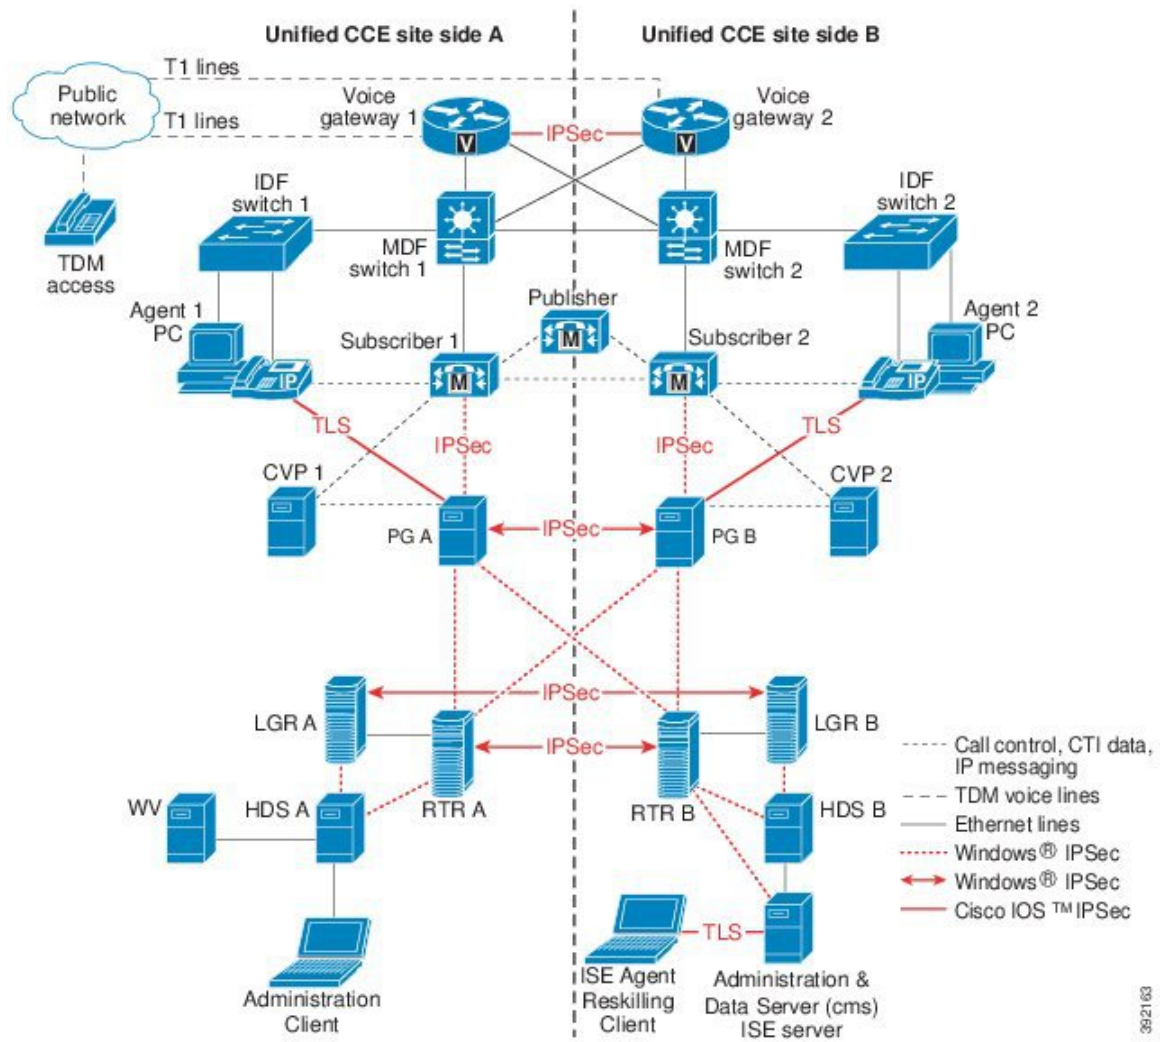 Unified CCE site side A
Unified CCE site side B
T1 lines
Public
network
T1 lines
Voice
gateway 1
V
IPSec
Voice
gateway 2
V
IDF
switch 1
IDF
switch 2
TDM
access
MDF
switch 1
MDF
switch 2
Publisher
M
Agent 1
PC
IP
Subscriber 1
M
Subscriber 2
M
Agent 2
PC
IP
TLS
IPSec
IPSec
TLS
CVP 1
CVP 2
PG A
IPSec
PG B
IPSec
LGR A
LGR B
IPSec
RTR A
RTR B
WV
HDS A
HDS B
Call control, CTI data,
IP messaging
TDM voice lines
Ethernet lines
Windows® IPSec
Windows® IPSec
Cisco IOS ™ IPSec
TLS
Administration
Client
ISE Agent
Reskilling
Client
Administration &
Data Server (cms)
ISE server
392163